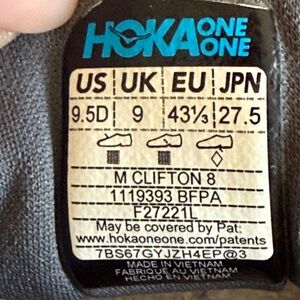 HOKA ONE ONE
US UK EU JPN
9.5D 9 43⅓ 27.5
M CLIFTON 8
1119393 BFPA
F27221L
May be covered by Pat:
www.hokaoneone.com/patents
7BS67GYJZH4EP@3
MADE IN VIETNAM
FABRIQUÉ AU VIETNAM
HECHO EN VIETNAM